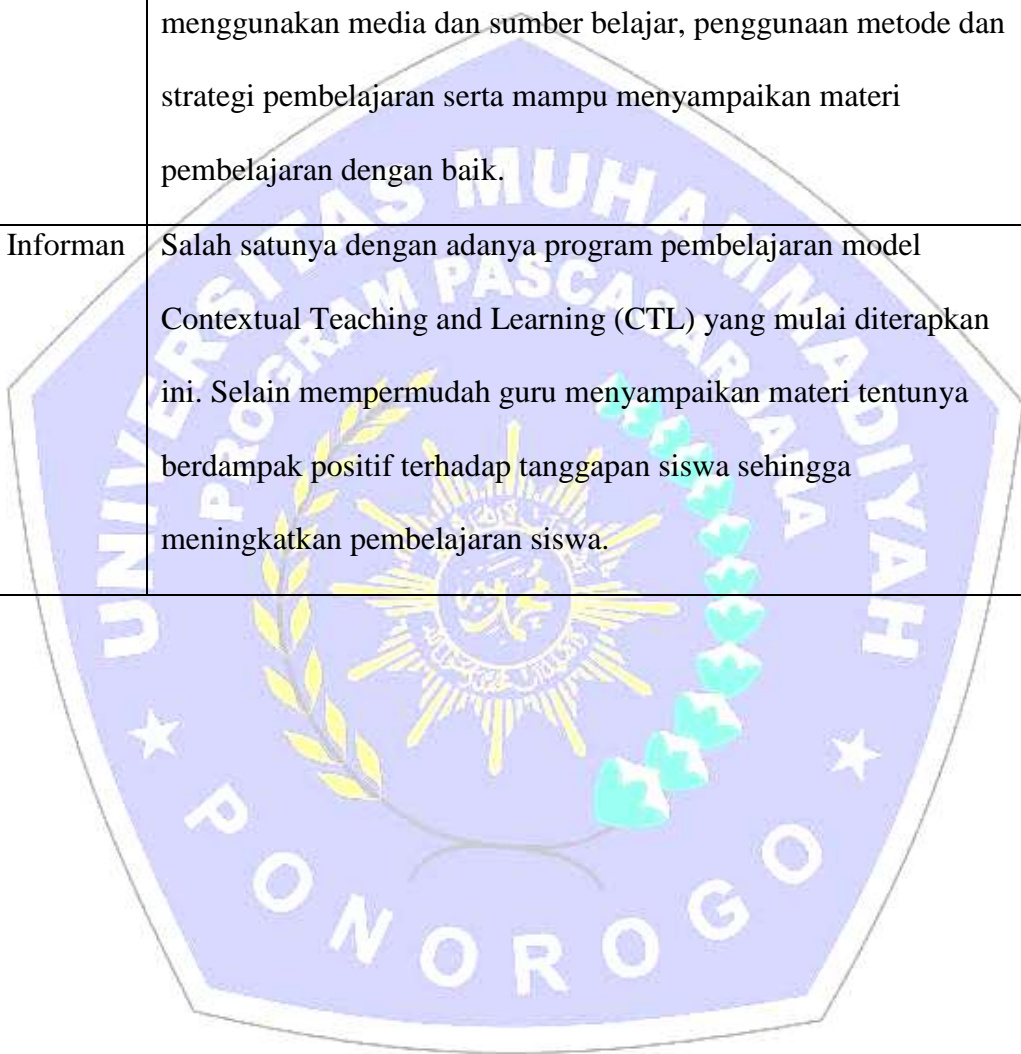 menggunakan media dan sumber belajar, penggunaan metode dan
strategi pembelajaran serta mampu menyampaikan materi
pembelajaran dengan baik.
Informan Salah satunya dengan adanya program pembelajaran model
Contextual Teaching and Learning (CTL) yang mulai diterapkan
ini. Selain mempermudah guru menyampaikan materi tentunya
berdampak positif terhadap tanggapan siswa sehingga
meningkatkan pembelajaran siswa.
UNIVERSITAS MUHAMMADIYAH
PROGRAM PASCASARJANA
PONOROGO